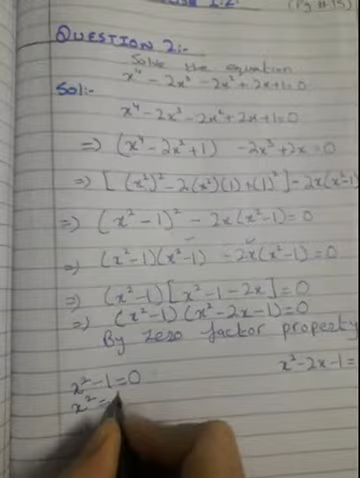 QUESTION 2:-
Solve the equation
x⁴ - 2x³ - 2x² + 2x + 1 = 0
Sol:-
x⁴ - 2x³ - 2x² + 2x + 1 = 0
=> (x⁴ - 2x² + 1) - 2x³ + 2x = 0
=> [(x²)² - 2(x²)(1) + (1)²] - 2x(x²-1
=> (x² - 1)² - 2x(x²-1) = 0
=> (x²-1)(x²-1) - 2x(x²-1) = 0
=> (x²-1)[x²-1-2x] = 0
=> (x²-1)(x²-2x-1) = 0
By zero factor property
x² - 1 = 0 x² - 2x - 1 =
x² =